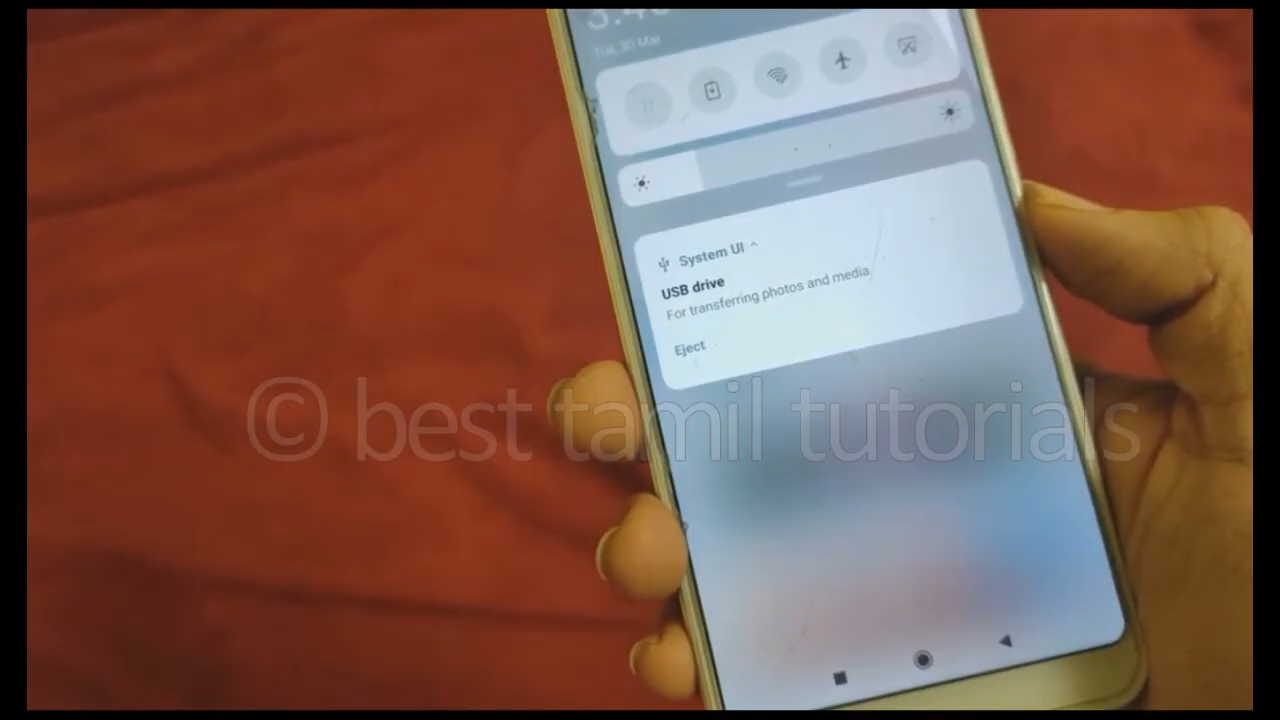 Tue, 30 Mar
System UI
USB drive
For transferring photos and media
Eject
© best tamil tutorials